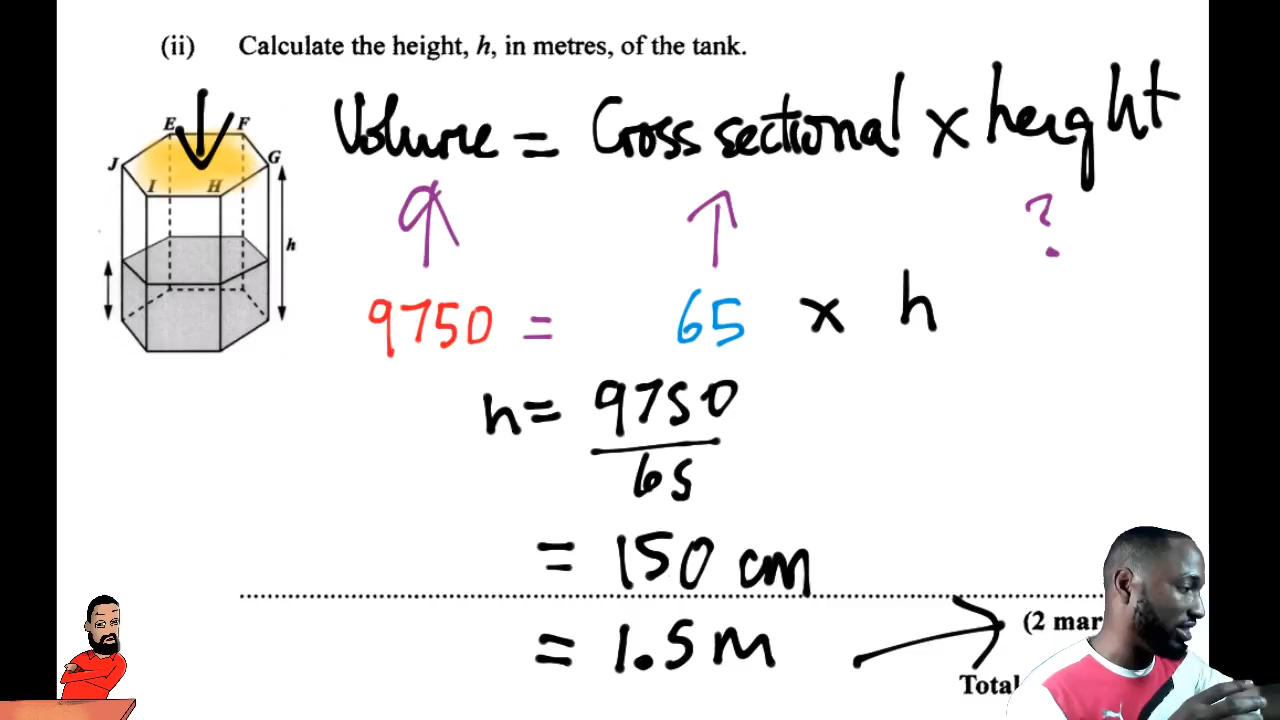 (ii) Calculate the height, h, in metres, of the tank.
Volume = Cross sectional x height
E F
J G
I H
h
?
9750 = 65 x h
h = 9750
65
= 150 cm
= 1.5 m
(2 mar
Total